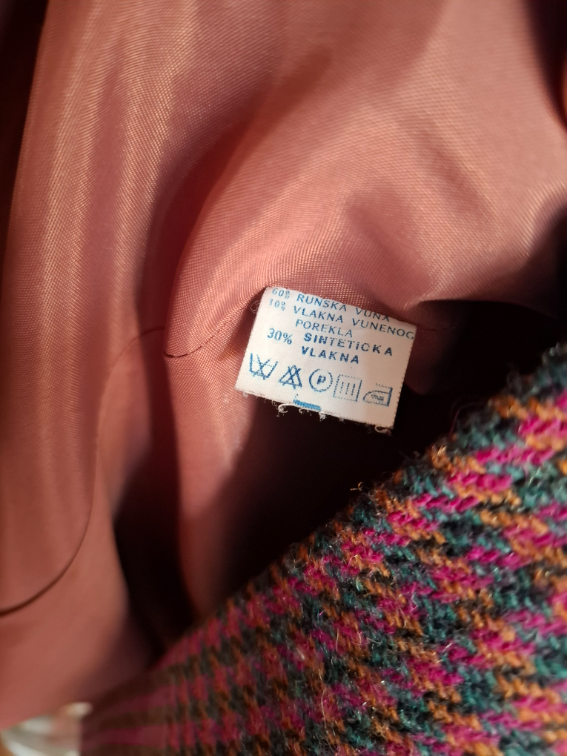 60% RUNSKA VUNA
10% VLAKNA VUNENOG
POREKLA
30% SINTETICKA
VLAKNA
P